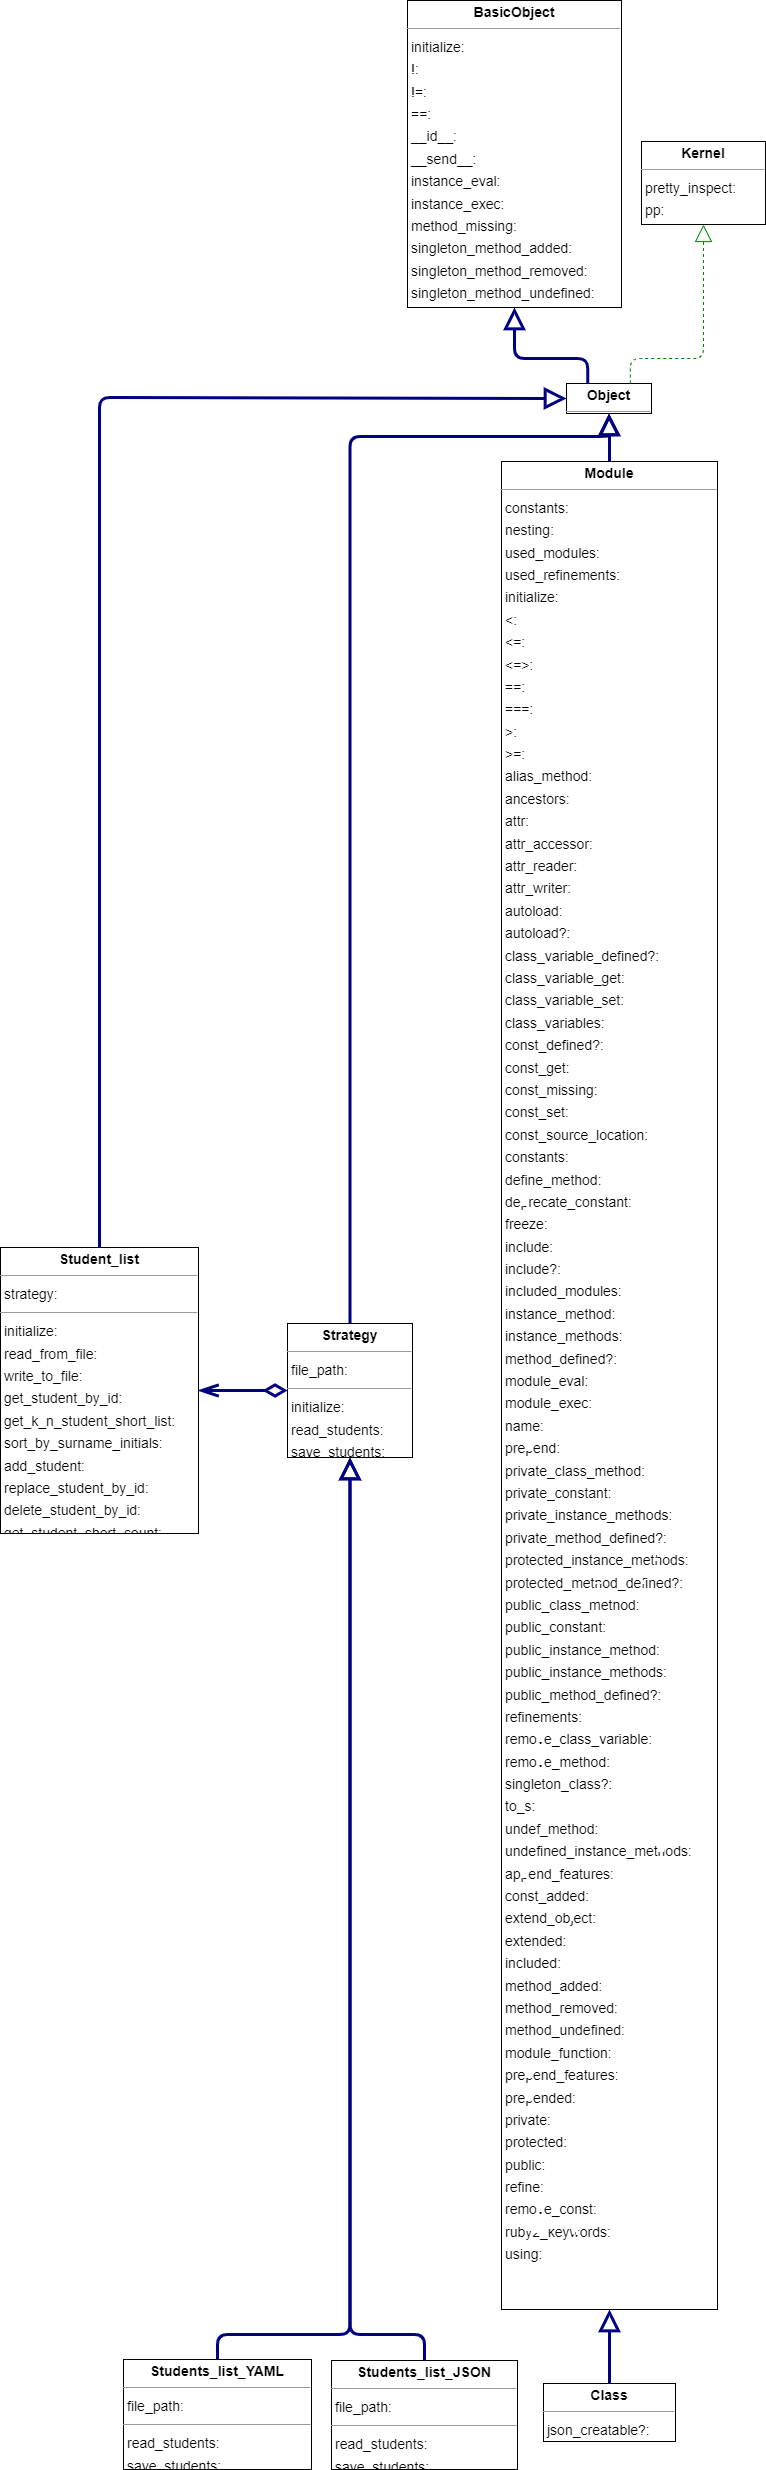 BasicObject
initialize:
!:
!=:
==:
__id__:
__send__:
instance_eval:
instance_exec:
method_missing:
singleton_method_added:
singleton_method_removed:
singleton_method_undefined:
Kernel
pretty_inspect:
pp:
Object
Module
constants:
nesting:
used_modules:
used_refinements:
initialize:
<:
<=:
<=>:
==:
===:
>:
>=:
alias_method:
ancestors:
attr:
attr_accessor:
attr_reader:
attr_writer:
autoload:
autoload?:
class_variable_defined?:
class_variable_get:
class_variable_set:
class_variables:
const_defined?:
const_get:
const_missing:
const_set:
const_source_location:
constants:
define_method:
deprecate_constant:
freeze:
include:
include?:
included_modules:
instance_method:
instance_methods:
method_defined?:
module_eval:
module_exec:
name:
prepend:
private_class_method:
private_constant:
private_instance_methods:
private_method_defined?:
protected_instance_methods:
protected_method_defined?:
public_class_method:
public_constant:
public_instance_method:
public_instance_methods:
public_method_defined?:
refinements:
remove_class_variable:
remove_method:
singleton_class?:
to_s:
undef_method:
undefined_instance_methods:
append_features:
const_added:
extend_object:
extended:
included:
method_added:
method_removed:
method_undefined:
module_function:
prepend_features:
prepended:
private:
protected:
public:
refine:
remove_const:
ruby2_keywords:
using:
Student_list
strategy:
initialize:
read_from_file:
write_to_file:
get_student_by_id:
get_k_n_student_short_list:
sort_by_surname_initials:
add_student:
replace_student_by_id:
delete_student_by_id:
get_student_short_count:
Strategy
file_path:
initialize:
read_students:
save_students:
Students_list_YAML
file_path:
read_students:
save_students:
Students_list_JSON
file_path:
read_students:
save_students:
Class
json_creatable?: